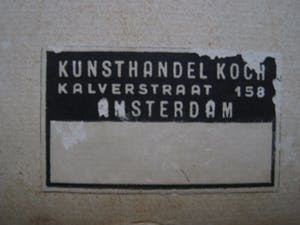 KUNSTHANDEL KOCH
KALVERSTRAAT 158
AMSTERDAM